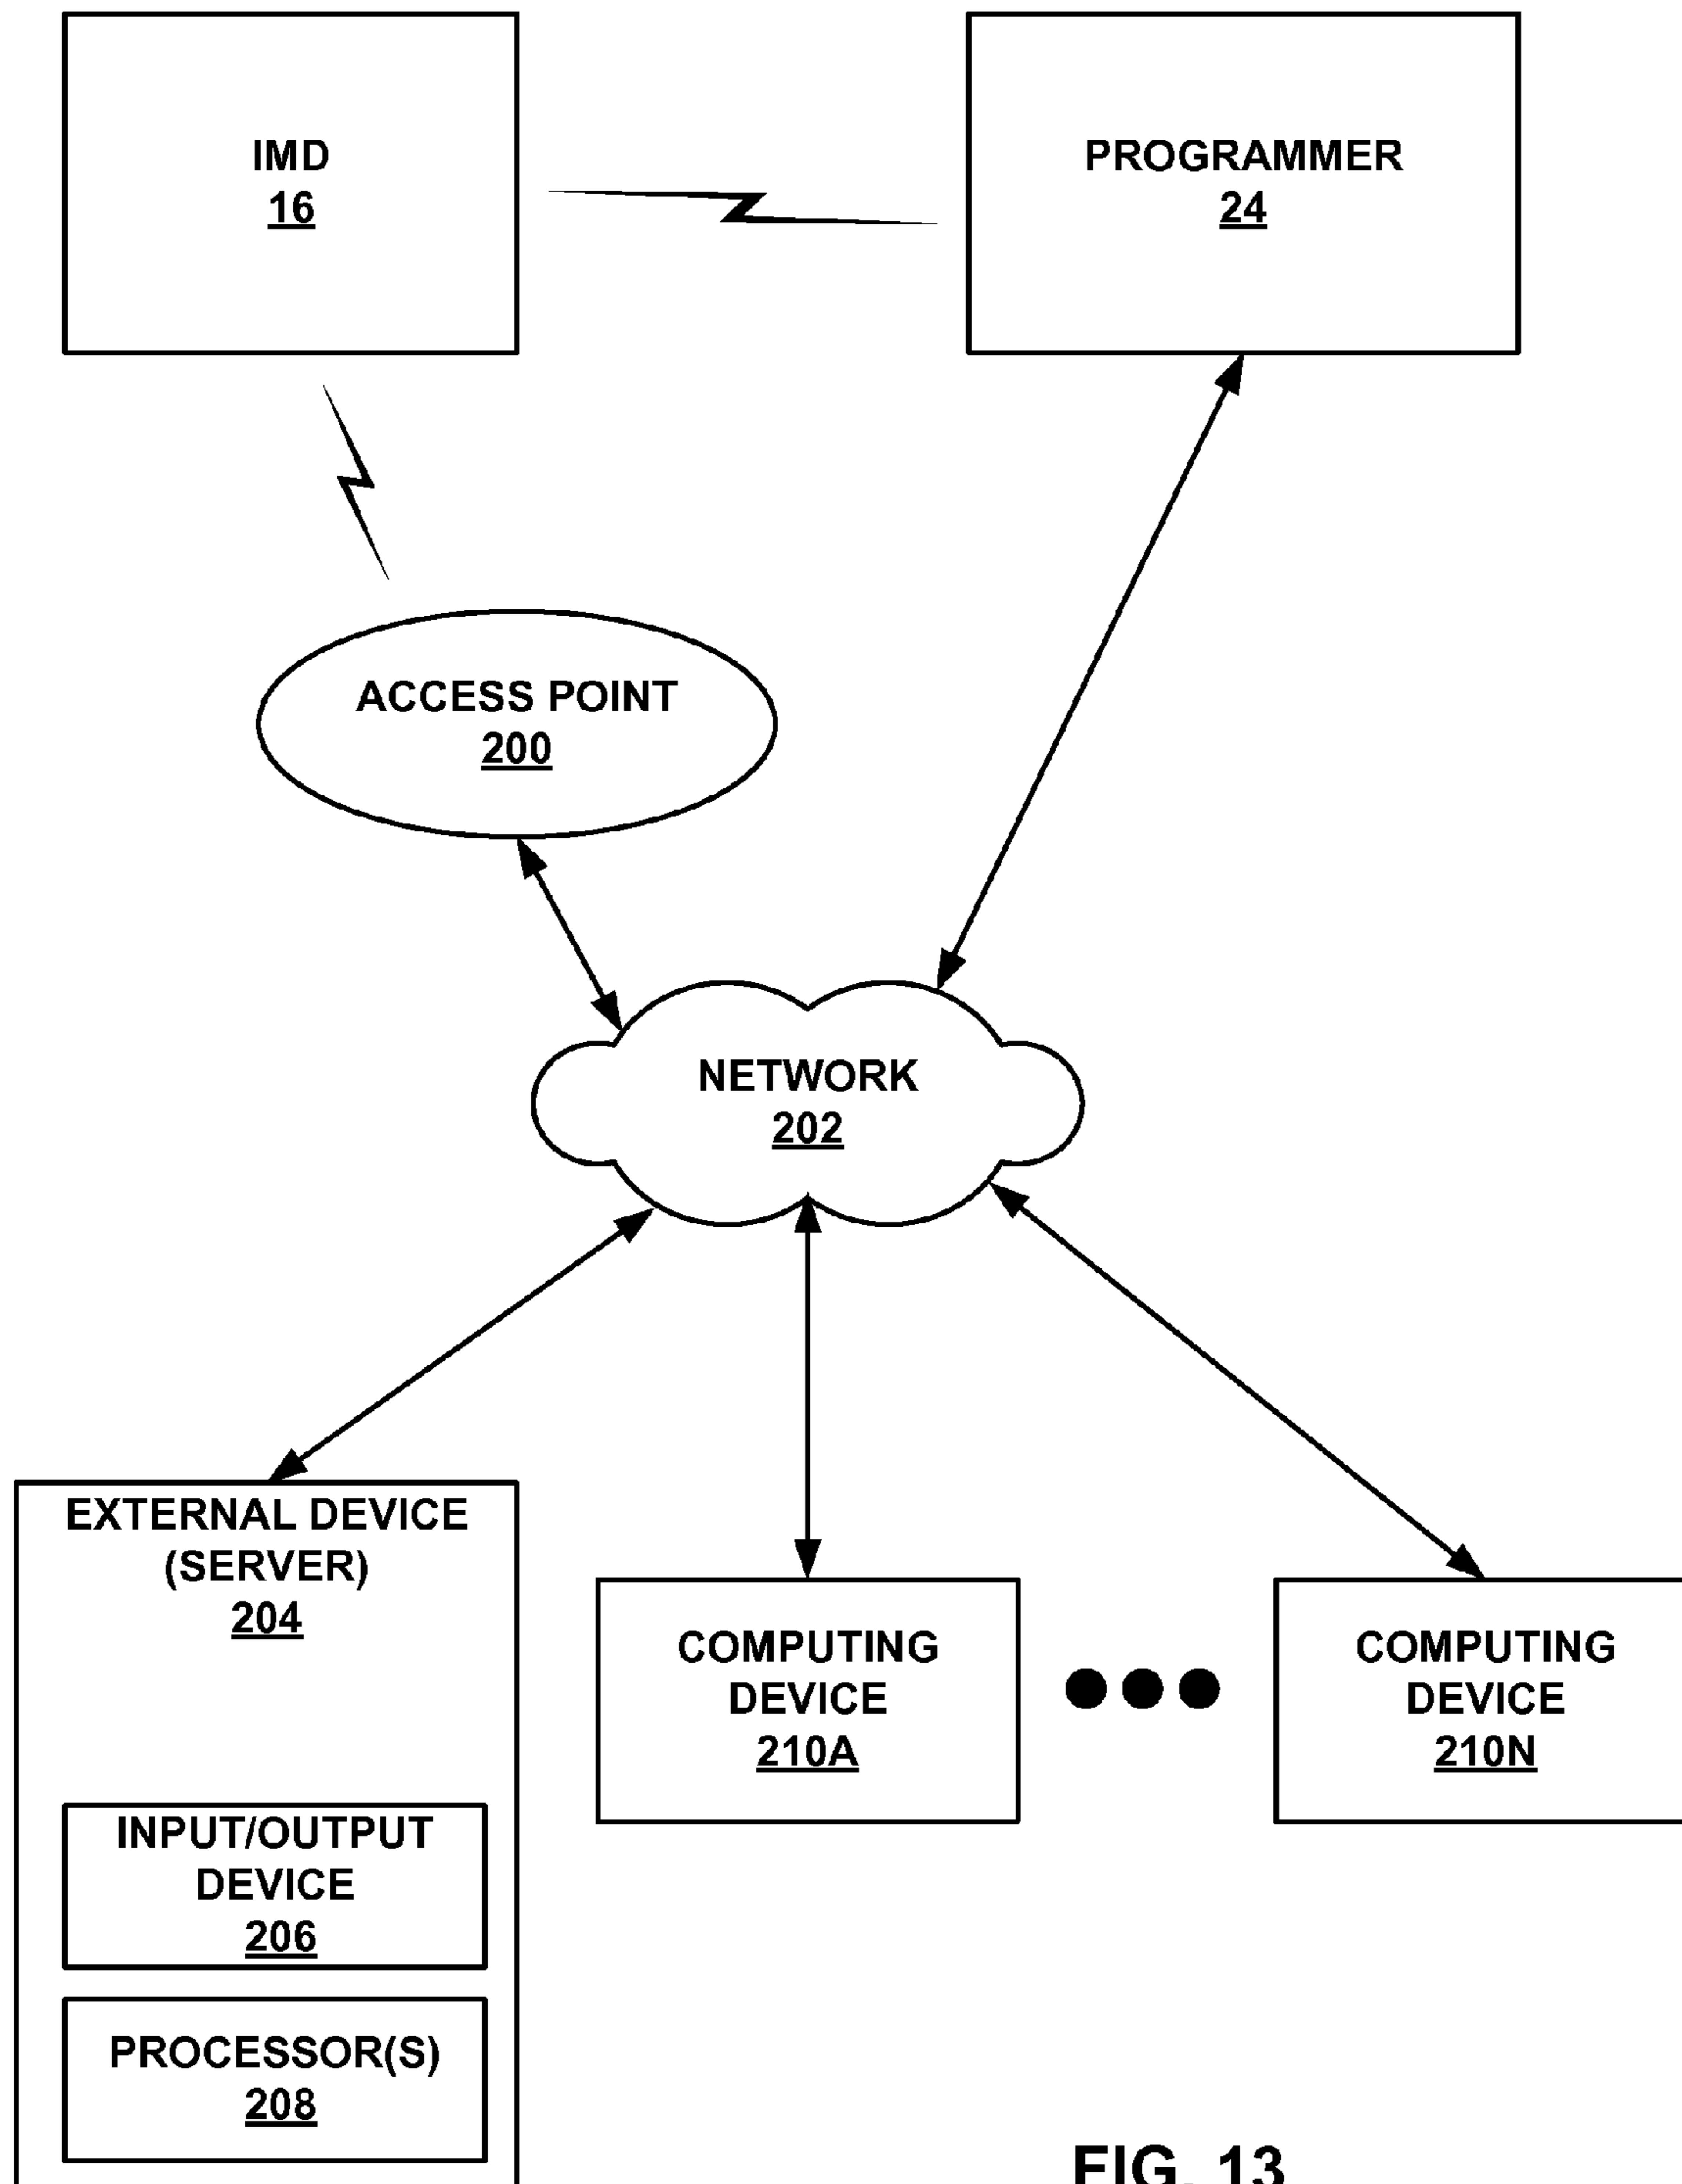 IMD
16
PROGRAMMER
24
ACCESS POINT
200
NETWORK
202
EXTERNAL DEVICE
(SERVER)
204
INPUT/OUTPUT
DEVICE
206
PROCESSOR(S)
208
COMPUTING
DEVICE
210A
COMPUTING
DEVICE
210N
FIG. 13